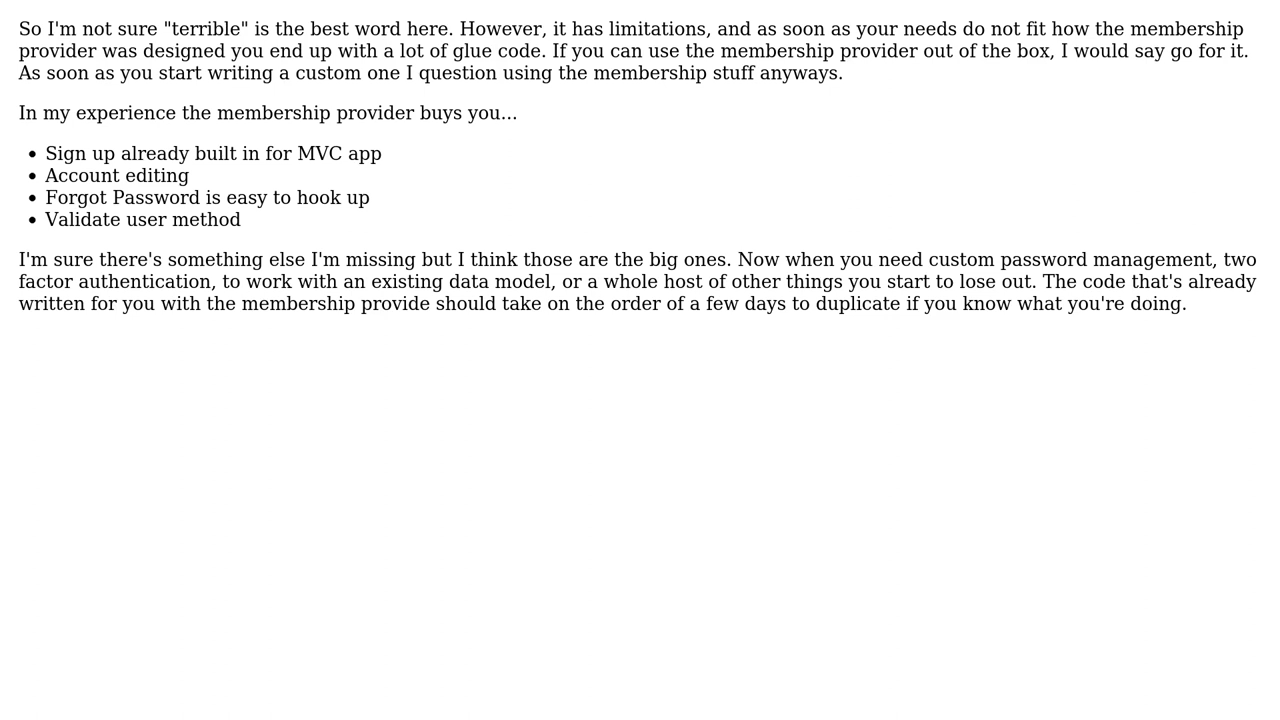 So I'm not sure "terrible" is the best word here. However, it has limitations, and as soon as your needs do not fit how the membership
provider was designed you end up with a lot of glue code. If you can use the membership provider out of the box, I would say go for it.
As soon as you start writing a custom one I question using the membership stuff anyways.
In my experience the membership provider buys you...
• Sign up already built in for MVC app
• Account editing
• Forgot Password is easy to hook up
• Validate user method
I'm sure there's something else I'm missing but I think those are the big ones. Now when you need custom password management, two
factor authentication, to work with an existing data model, or a whole host of other things you start to lose out. The code that's already
written for you with the membership provide should take on the order of a few days to duplicate if you know what you're doing.